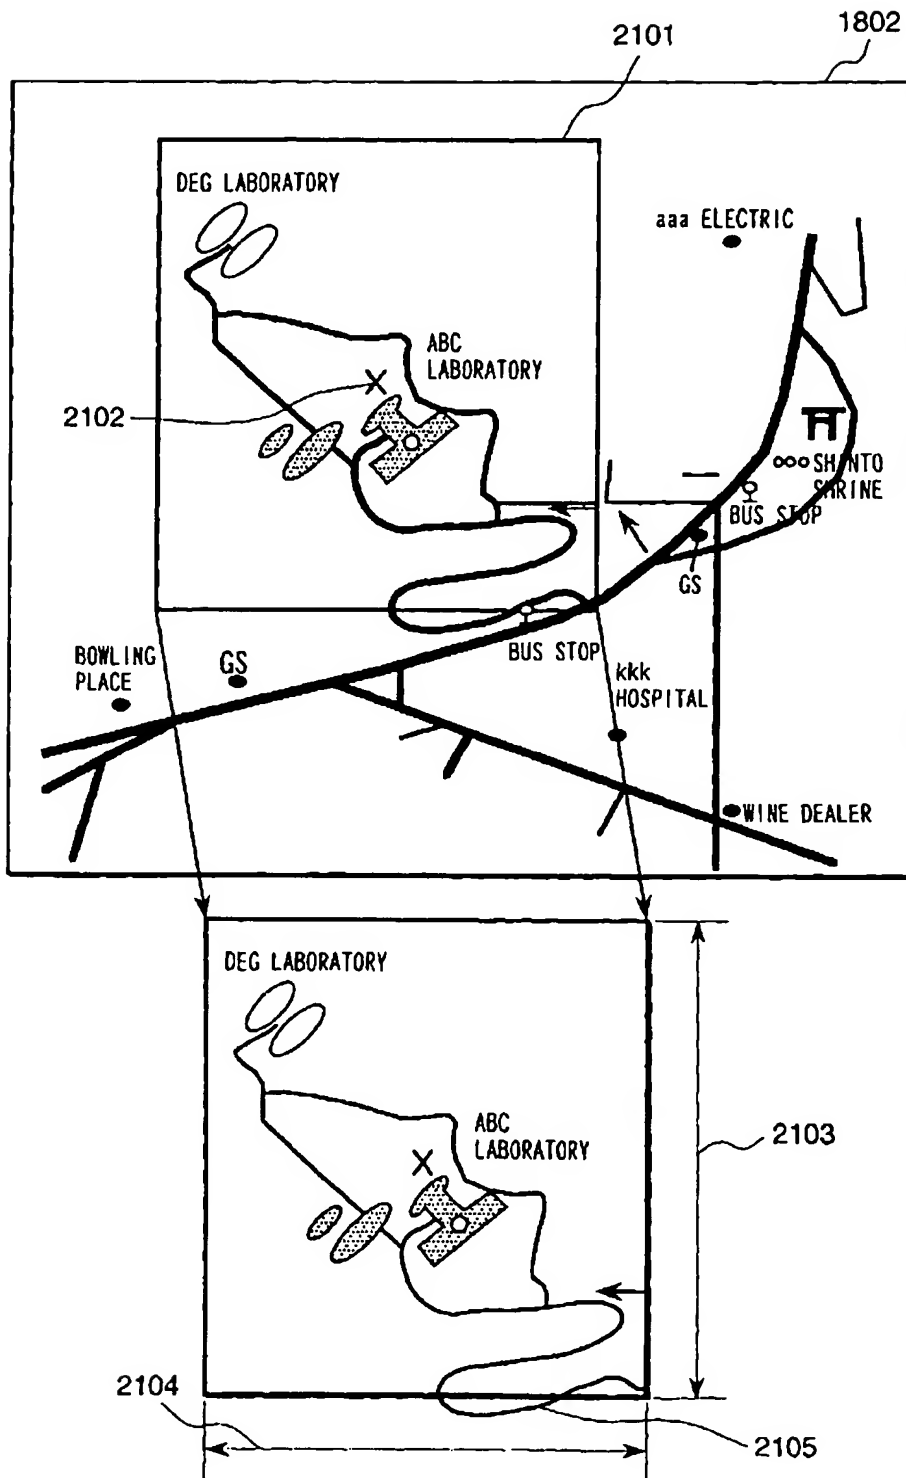 1802
2101
DEG LABORATORY
aaa ELECTRIC
ABC
LABORATORY
2102
SHINTO
SHRINE
BUS STOP
GS
BUS STOP
BOWLING
PLACE
GS
kkk
HOSPITAL
WINE DEALER
DEG LABORATORY
ABC
LABORATORY
2103
2104
2105